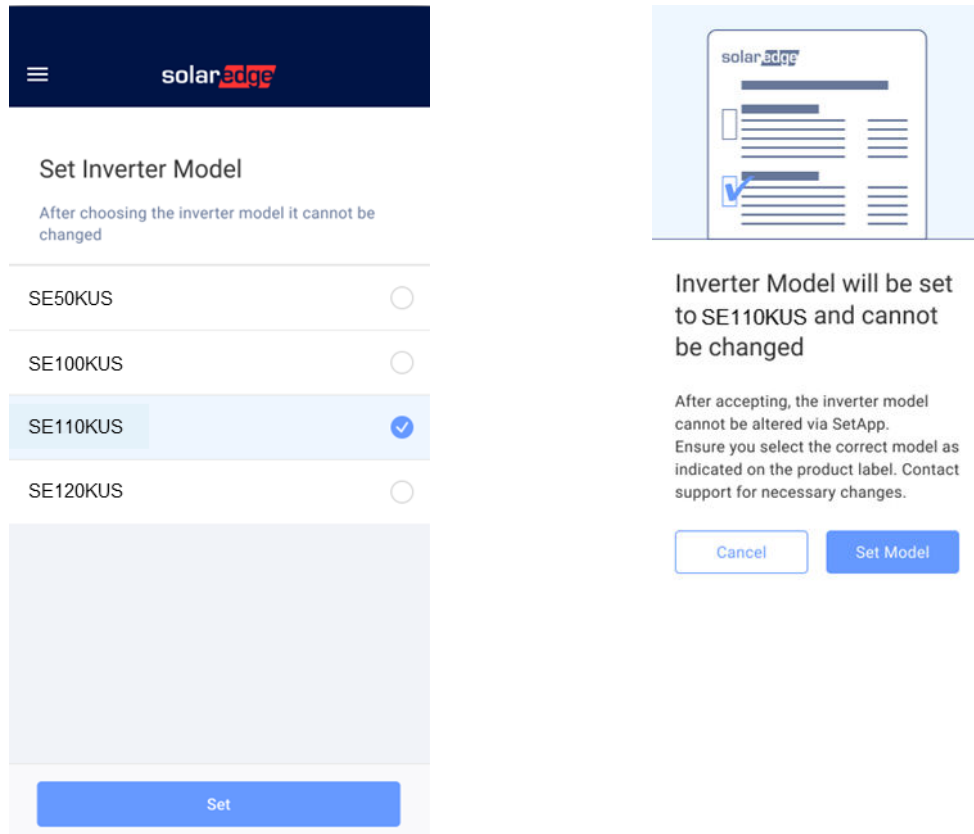 solaredge
Set Inverter Model
After choosing the inverter model it cannot be
changed
SE50KUS
SE100KUS
SE110KUS
SE120KUS
Set
solaredge
Inverter Model will be set
to SE110KUS and cannot
be changed
After accepting, the inverter model
cannot be altered via SetApp.
Ensure you select the correct model as
indicated on the product label. Contact
support for necessary changes.
Cancel
Set Model